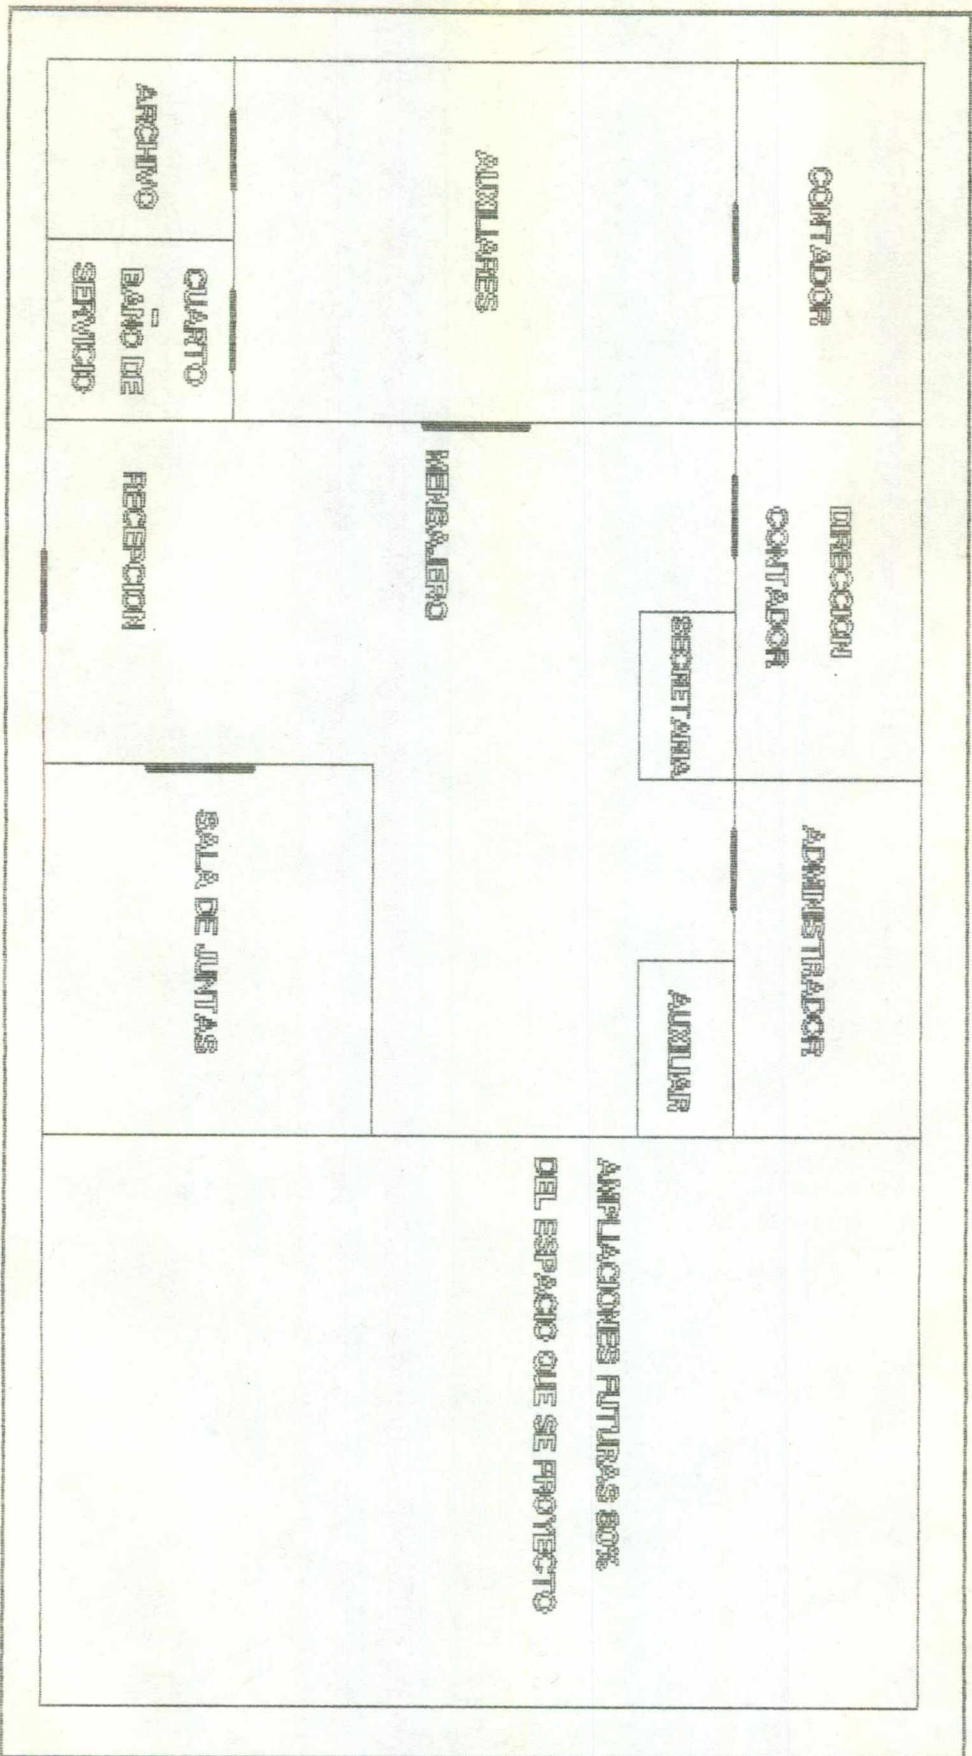 CONTADOR
DIRECCION
CONTADOR
ADMINISTRADOR
SECRETARIA
AUXILIAR
AUXILIARES
MENSAJERO
AMPLIACIONES FUTURAS
DEL ESPACIO QUE SE PROYECTO
ARCHIVO
CUARTO
BAÑO DE
SERVICIO
RECEPCION
SALA DE JUNTAS